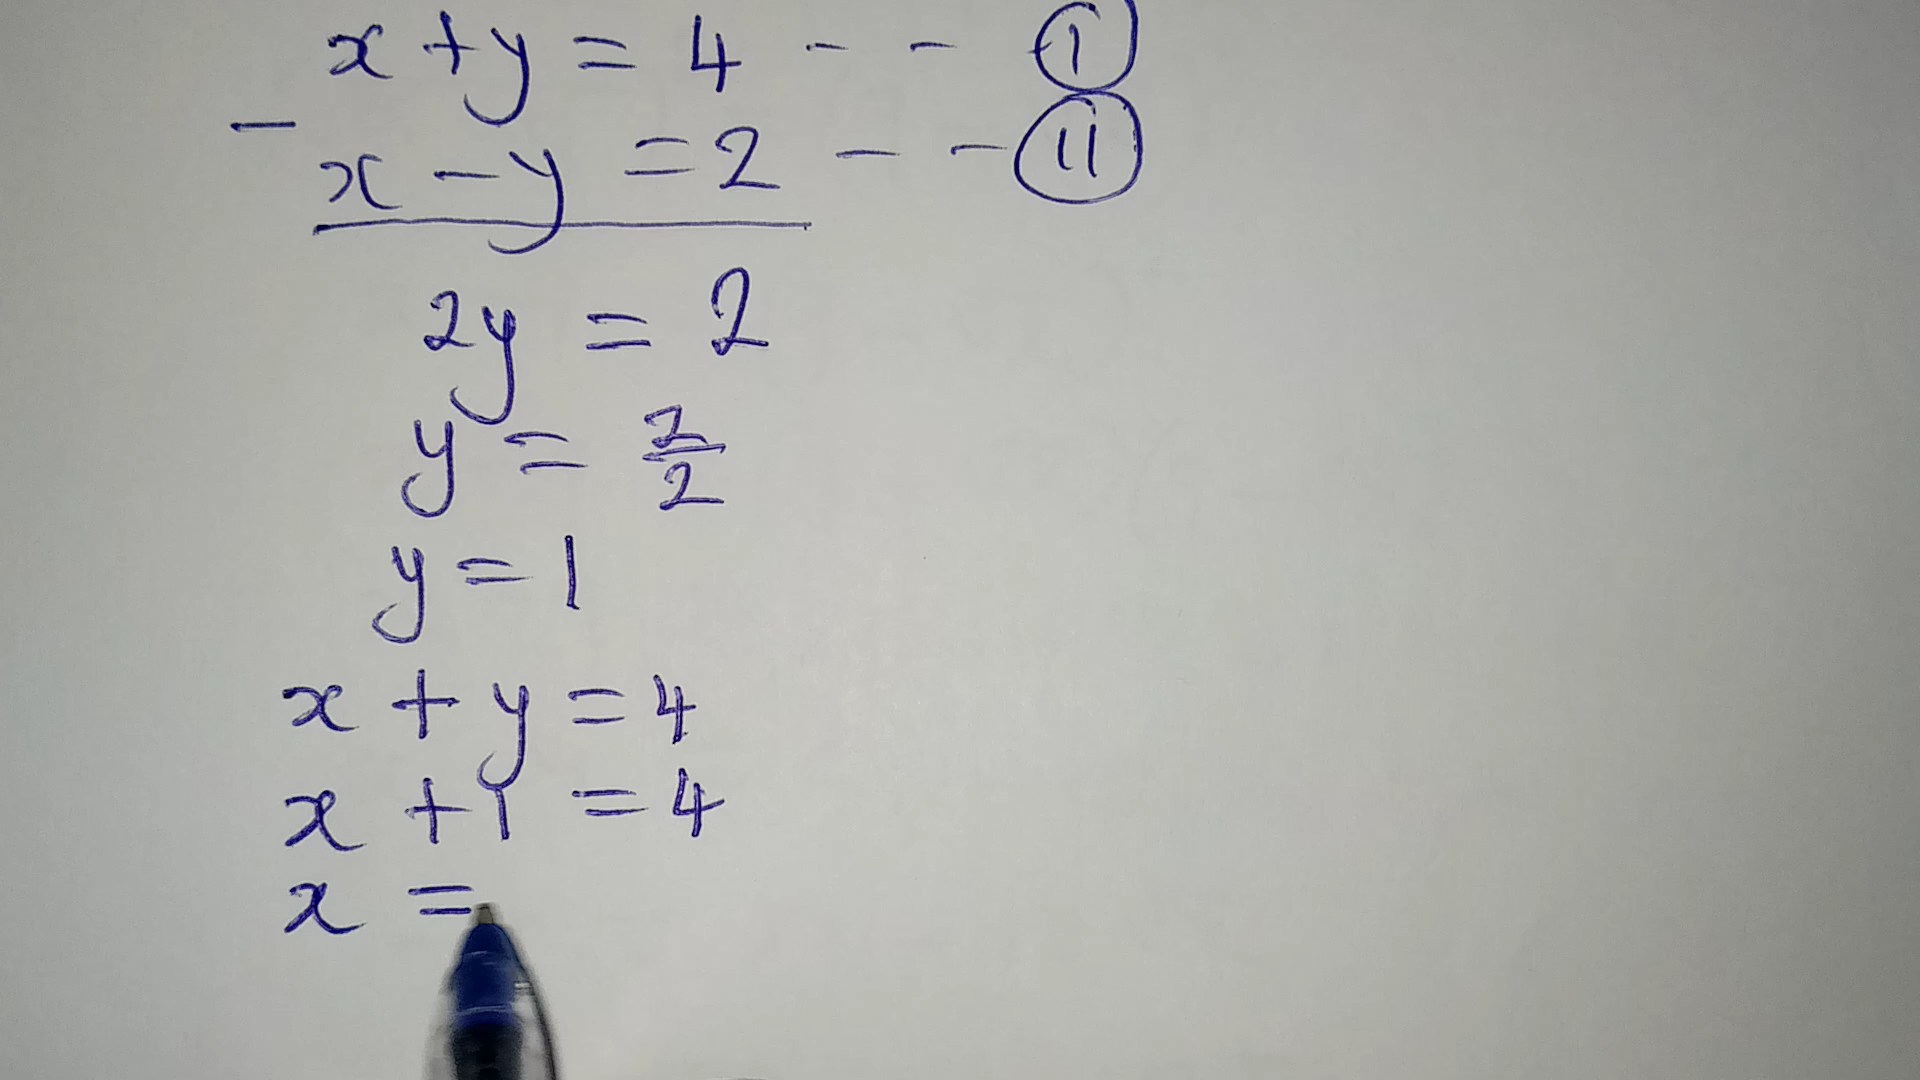 x + y = 4 - - (I)
- x - y = 2 - - (II)
2y = 2
y = 2/2
y = 1
x + y = 4
x + 1 = 4
x =